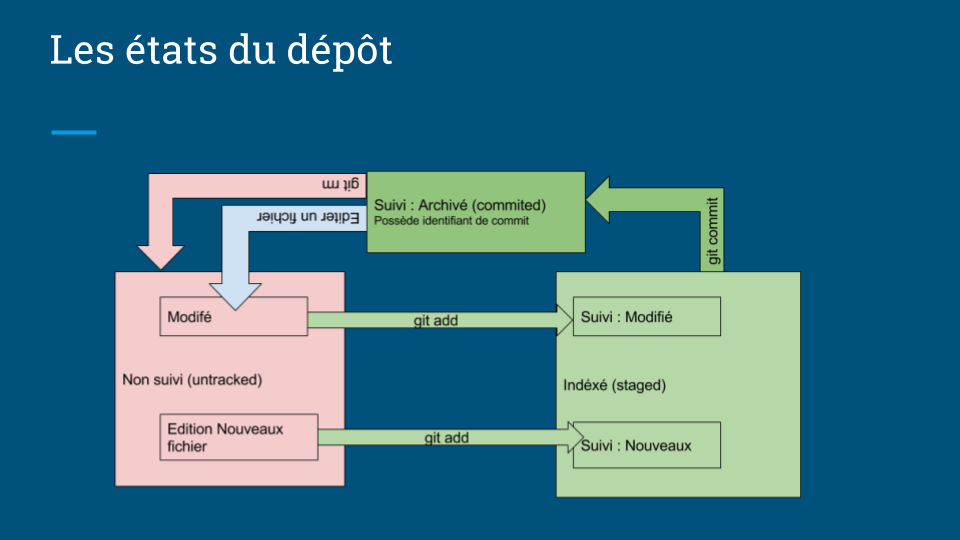 Les états du dépôt
git rm
Editer un fichier
Suivi : Archivé (commited)
Possède identifiant de commit
git commit
Modifé
git add
Suivi : Modifié
Non suivi (untracked)
Indéxé (staged)
Edition Nouveaux
fichier
git add
Suivi : Nouveaux